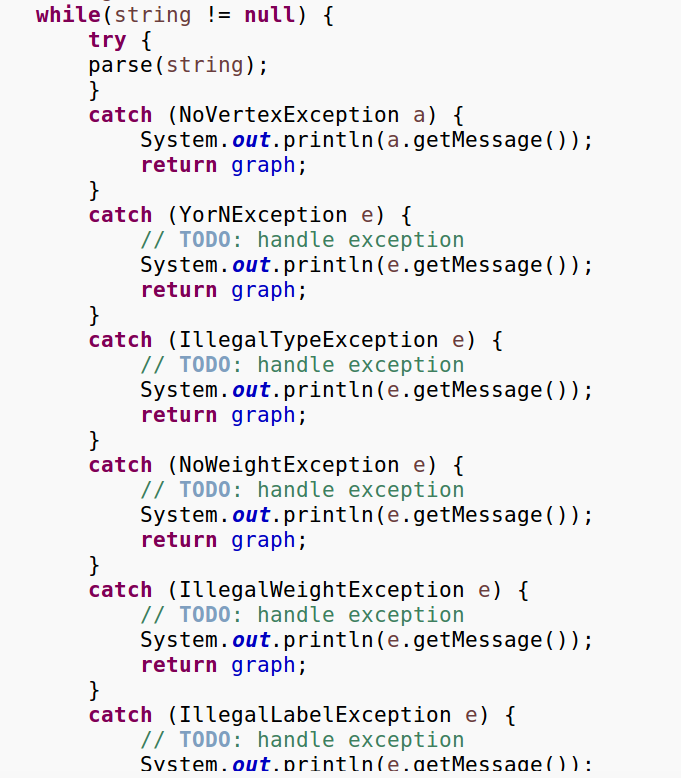 while(string != null) {
try {
parse(string);
}
catch (NoVertexException a) {
System.out.println(a.getMessage());
return graph;
}
catch (YorNException e) {
// TODO: handle exception
System.out.println(e.getMessage());
return graph;
}
catch (IllegalTypeException e) {
// TODO: handle exception
System.out.println(e.getMessage());
return graph;
}
catch (NoWeightException e) {
// TODO: handle exception
System.out.println(e.getMessage());
return graph;
}
catch (IllegalWeightException e) {
// TODO: handle exception
System.out.println(e.getMessage());
return graph;
}
catch (IllegalLabelException e) {
// TODO: handle exception
System.out.println(e.getMessage());